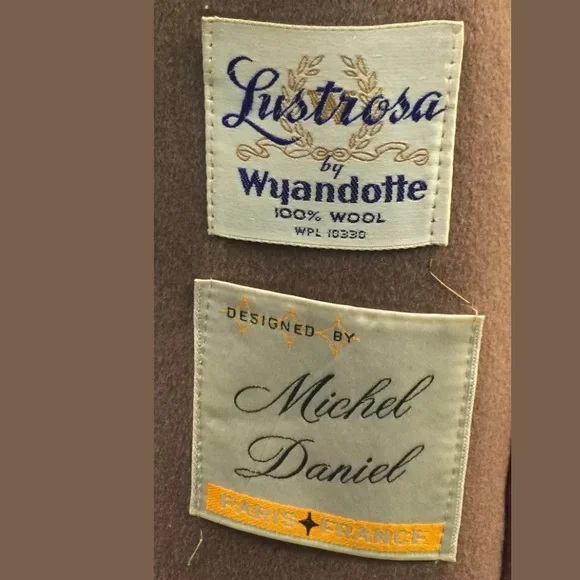 Lustrosa
by
Wyandotte
100% WOOL
WPL 10330
DESIGNED BY
Michel
Daniel
PARIS FRANCE